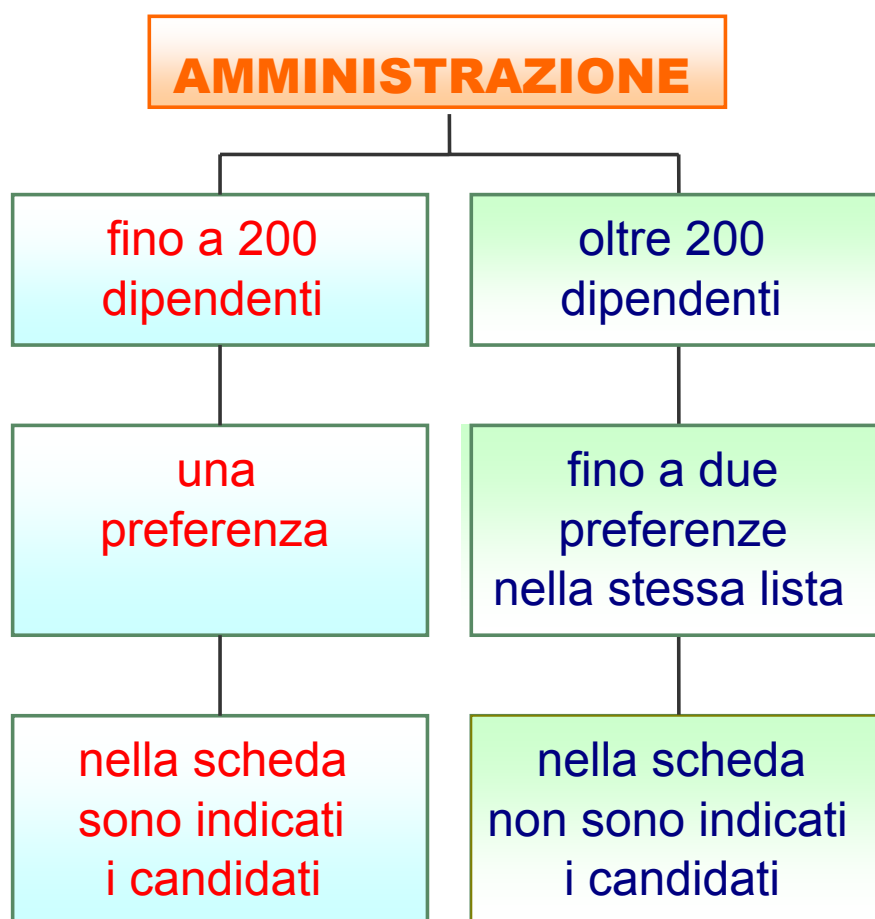 AMMINISTRAZIONE
fino a 200
dipendenti
oltre 200
dipendenti
una
preferenza
fino a due
preferenze
nella stessa lista
nella scheda
sono indicati
i candidati
nella scheda
non sono indicati
i candidati